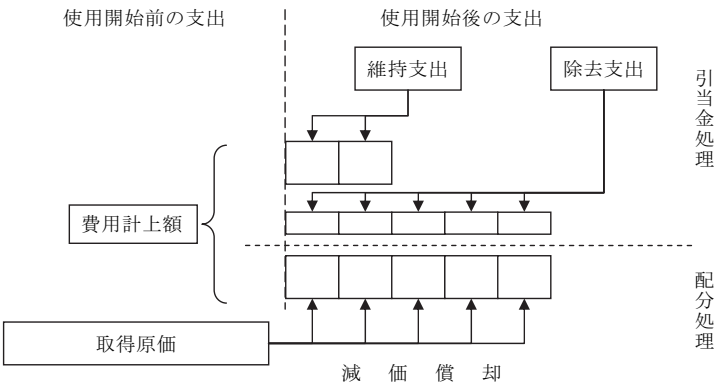 使用開始前の支出
使用開始後の支出
維持支出
除去支出
引当金処理
費用計上額
配分処理
取得原価
減価償却